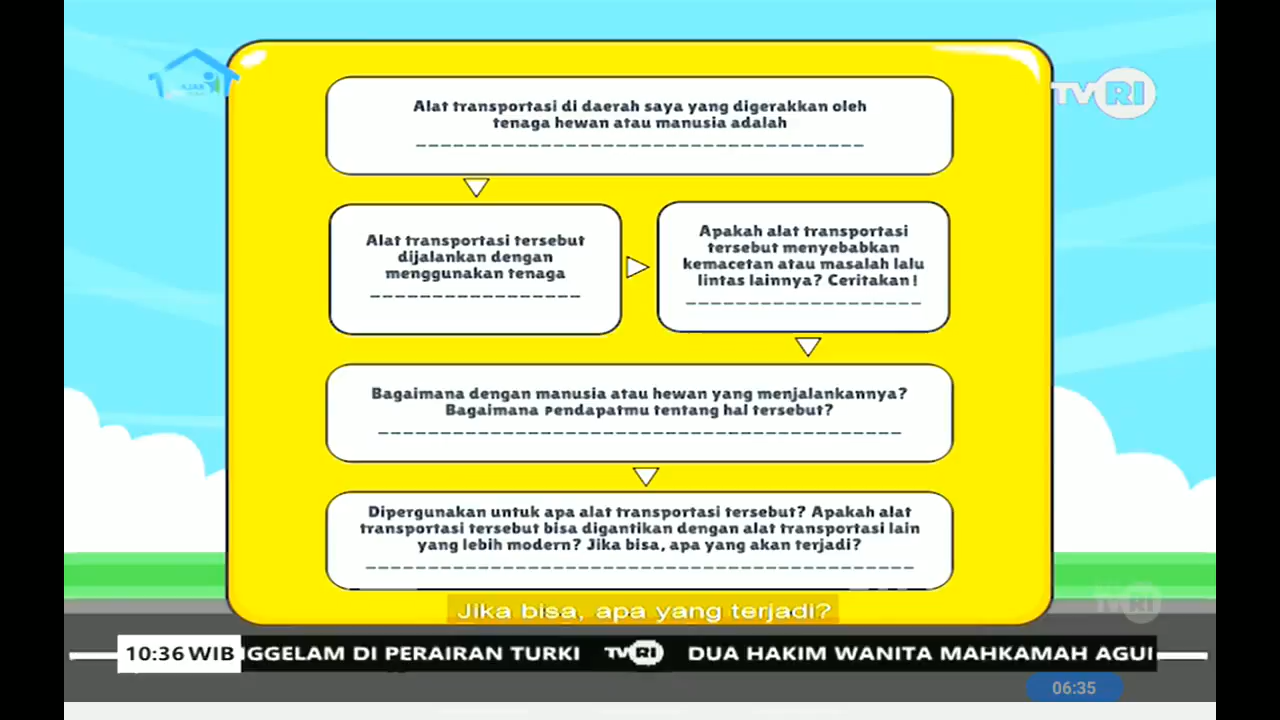 TVRI
Alat transportasi di daerah saya yang digerakkan oleh
tenaga hewan atau manusia adalah
Alat transportasi tersebut
dijalankan dengan
menggunakan tenaga
Apakah alat transportasi
tersebut menyebabkan
kemacetan atau masalah lalu
lintas lainnya? Ceritakan!
Bagaimana dengan manusia atau hewan yang menjalankannya?
Bagaimana Pendapatmu tentang hal tersebut?
Dipergunakan untuk apa alat transportasi tersebut? Apakah alat
transportasi tersebut bisa digantikan dengan alat transportasi lain
yang lebih modern? Jika bisa, apa yang akan terjadi?
TVRI
Jika bisa, apa yang terjadi?
10:36 WIB GGELAM DI PERAIRAN TURKI TVRI DUA HAKIM WANITA MAHKAMAH AGU
06:35